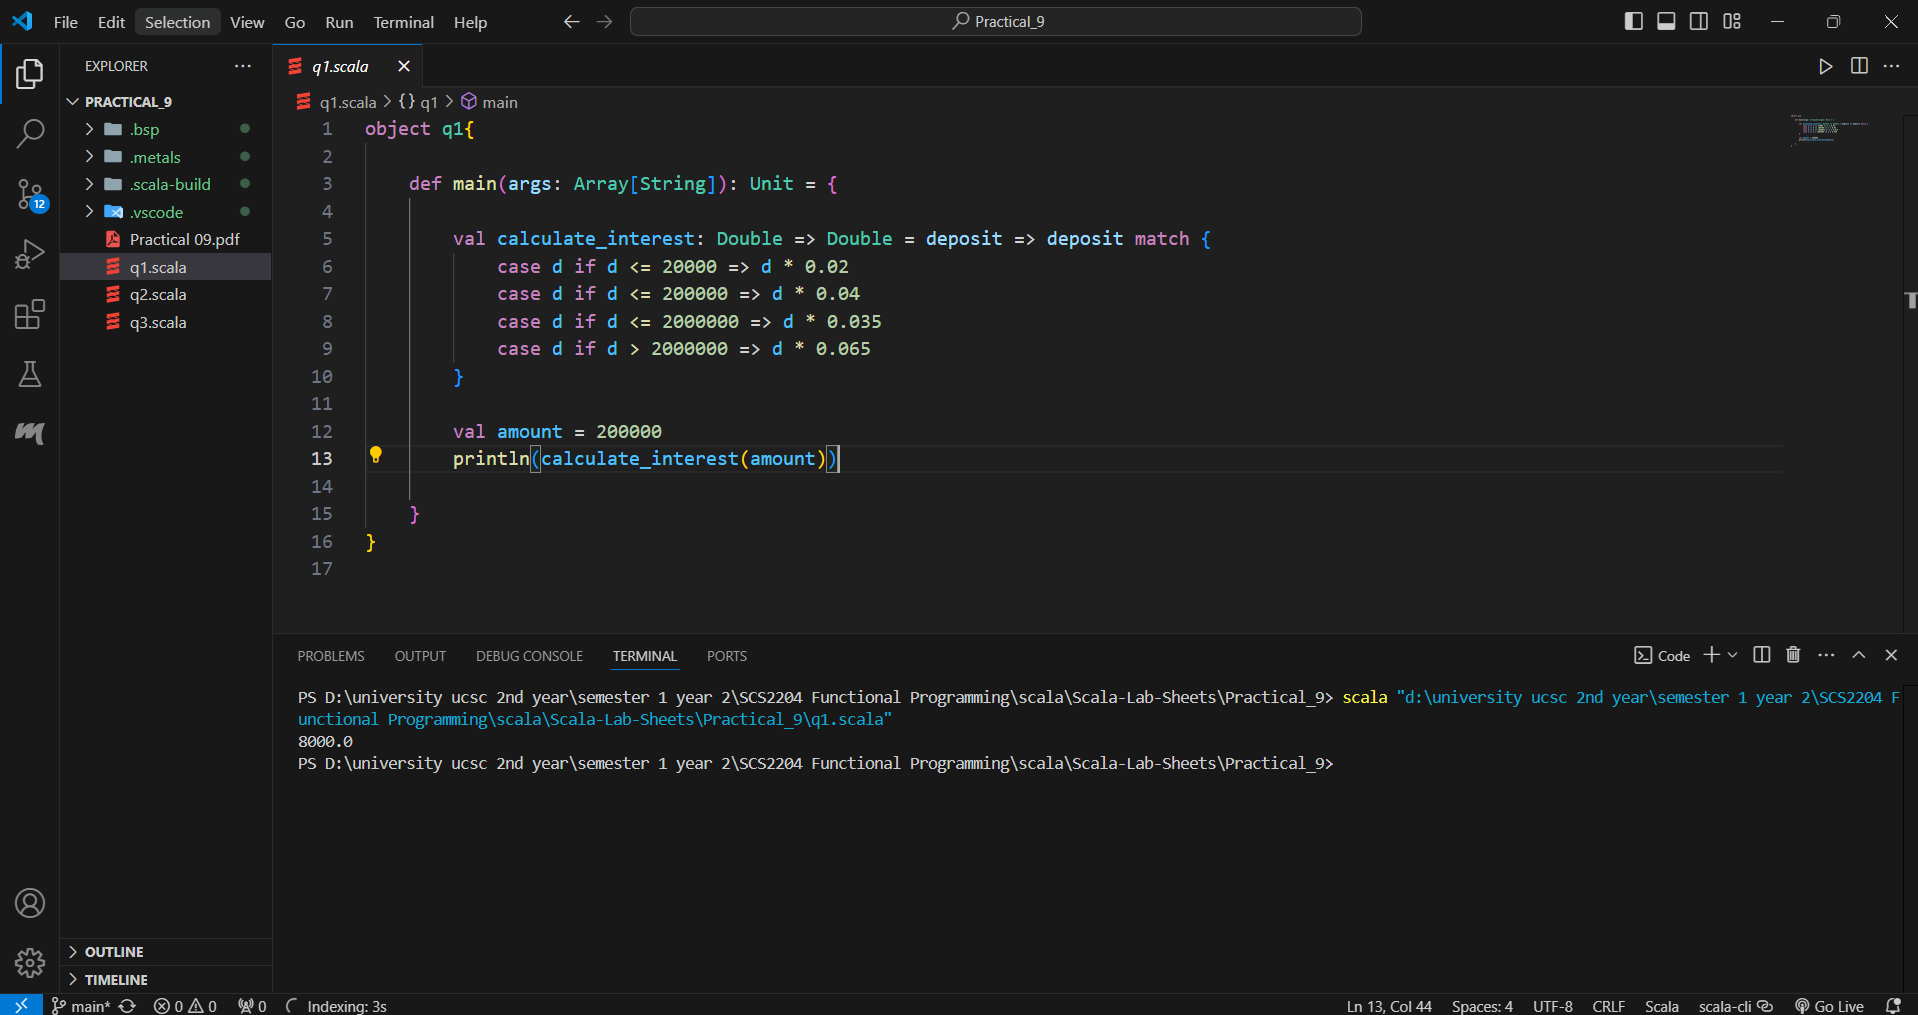 File Edit Selection View Go Run Terminal Help
Practical_9
EXPLORER
PRACTICAL_9
.bsp
.metals
.scala-build
.vscode
Practical 09.pdf
q1.scala
q2.scala
q3.scala
OUTLINE
TIMELINE
12
q1.scala
q1.scala > {} q1 > main
1 object q1{
2
3 def main(args: Array[String]): Unit = {
4
5 val calculate_interest: Double => Double = deposit => deposit match {
6 case d if d <= 20000 => d * 0.02
7 case d if d <= 200000 => d * 0.04
8 case d if d <= 2000000 => d * 0.035
9 case d if d > 2000000 => d * 0.065
10 }
11
12 val amount = 200000
13 println(calculate_interest(amount))
14
15 }
16 }
17
PROBLEMS OUTPUT DEBUG CONSOLE TERMINAL PORTS
Code
PS D:\university ucsc 2nd year\semester 1 year 2\SCS2204 Functional Programming\scala\Scala-Lab-Sheets\Practical_9> scala "d:\university ucsc 2nd year\semester 1 year 2\SCS2204 F
unctional Programming\scala\Scala-Lab-Sheets\Practical_9\q1.scala"
8000.0
PS D:\university ucsc 2nd year\semester 1 year 2\SCS2204 Functional Programming\scala\Scala-Lab-Sheets\Practical_9>
main* 0 0 0 Indexing: 3s
Ln 13, Col 44 Spaces: 4 UTF-8 CRLF Scala scala-cli Go Live